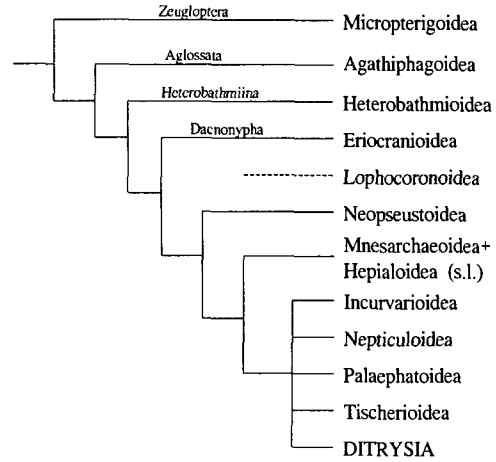 Zeugloptera
Micropterigoidea
Aglossata
Agathiphagoidea
Heterobathmiina
Heterobathmioidea
Dacnonypha
Eriocranioidea
Lophocoronoidea
Neopseustoidea
Mnesarchaeoidea+
Hepialoidea (s.l.)
Incurvarioidea
Nepticuloidea
Palaephatoidea
Tischerioidea
DITRYSIA